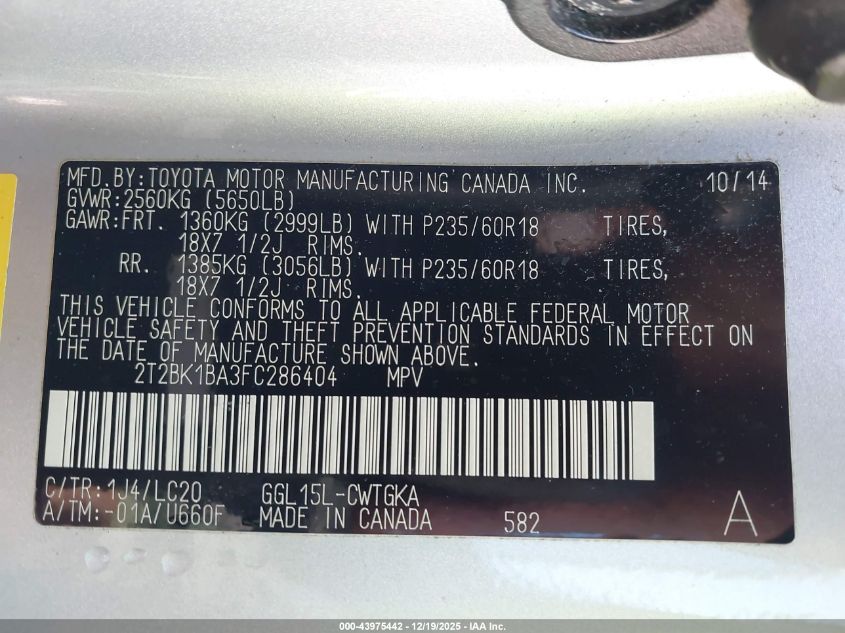 MFD.BY:TOYOTA MOTOR MANUFACTURING CANADA INC. 10/14
GVWR:2560KG (5650LB)
GAWR:FRT. 1360KG (2999LB) WITH P235/60R18 TIRES,
18X7 1/2J RIMS.
RR. 1385KG (3056LB) WITH P235/60R18 TIRES,
18X7 1/2J RIMS.
THIS VEHICLE CONFORMS TO ALL APPLICABLE FEDERAL MOTOR
VEHICLE SAFETY AND THEFT PREVENTION STANDARDS IN EFFECT ON
THE DATE OF MANUFACTURE SHOWN ABOVE.
2T2BK1BA3FC286404 MPV
C/TR:1J4/LC20 GGL15L-CWTGKA
A/TM:-01A/U660F MADE IN CANADA 582 A
000-43975442 - 12/19/2025 - IAA Inc.